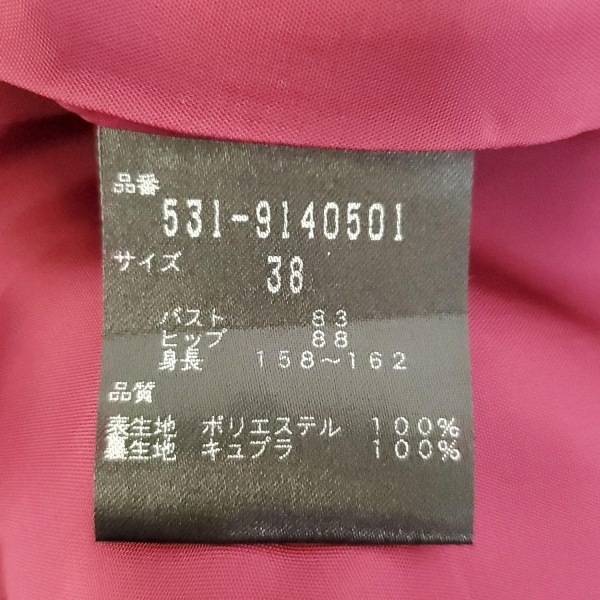 品番
531-9140501
サイズ
38
バスト 83
ヒップ 88
身長 158〜162
品質
表生地 ポリエステル 100%
裏生地 キュプラ 100%